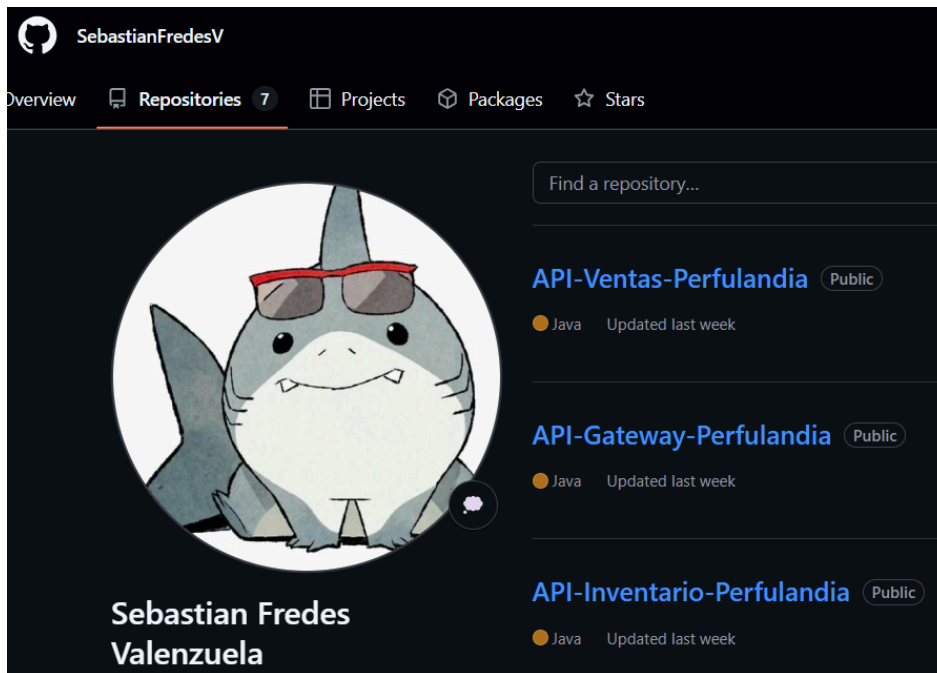 SebastianFredesV
Overview
Repositories 7
Projects
Packages
Stars
Find a repository...
API-Ventas-Perfulandia Public
Java Updated last week
API-Gateway-Perfulandia Public
Java Updated last week
API-Inventario-Perfulandia Public
Java Updated last week
Sebastian Fredes
Valenzuela